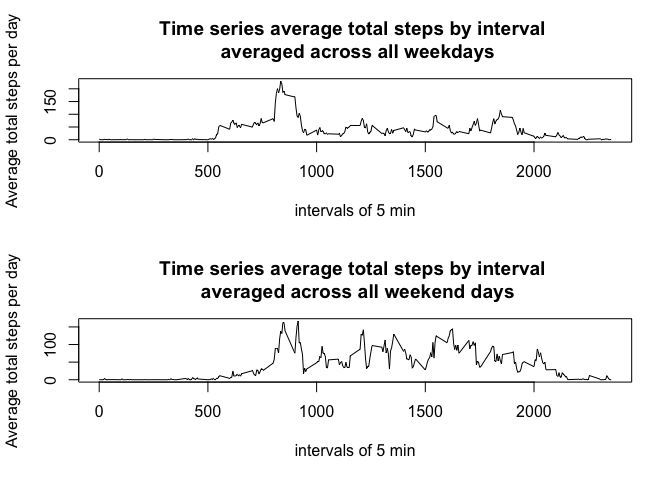 Time series average total steps by interval
averaged across all weekdays
Average total steps per day
0 150
0 500 1000 1500 2000
intervals of 5 min
Time series average total steps by interval
averaged across all weekend days
Average total steps per day
0 100
0 500 1000 1500 2000
intervals of 5 min